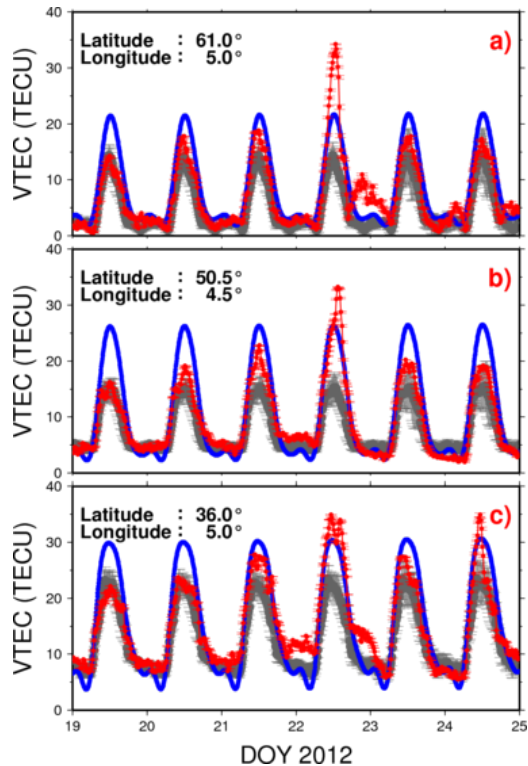 40
Latitude : 61.0°
Longitude : 5.0°
a)
30
VTEC (TECU)
20
10
0
40
Latitude : 50.5°
Longitude : 4.5°
b)
30
VTEC (TECU)
20
10
0
40
Latitude : 36.0°
Longitude : 5.0°
c)
30
VTEC (TECU)
20
10
0
19 20 21 22 23 24 25
DOY 2012